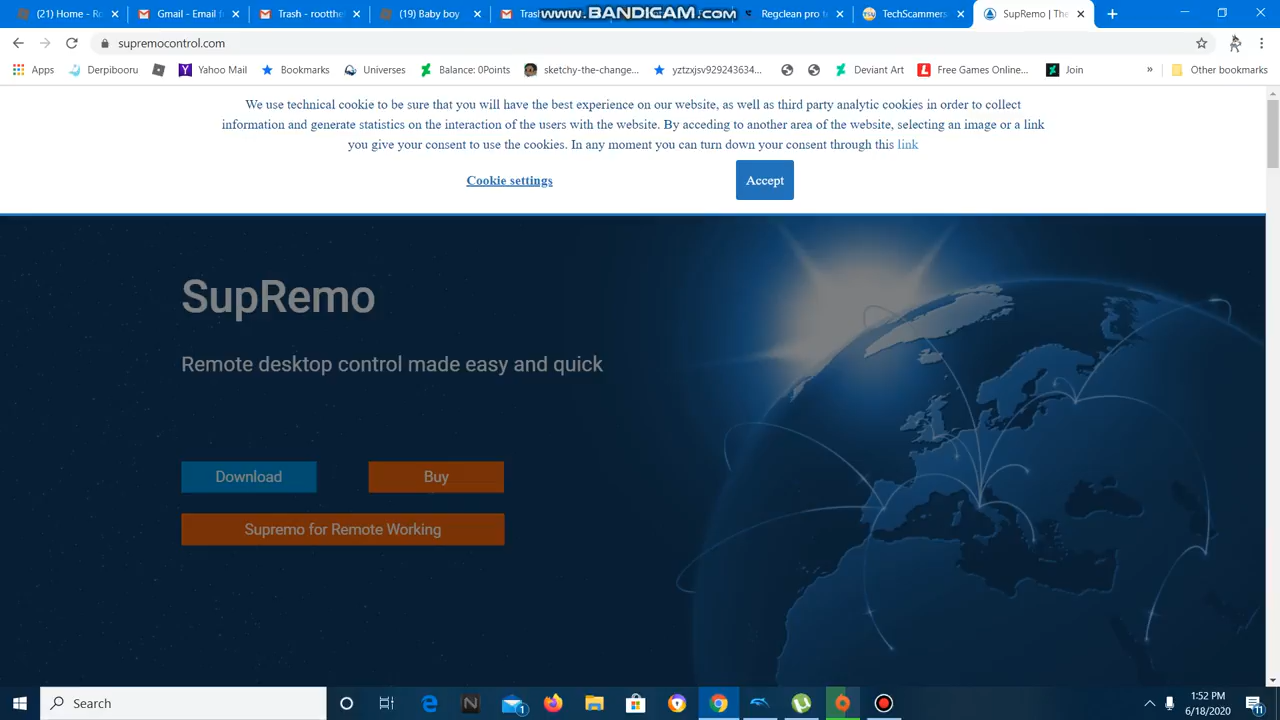 (21) Home - Ro
Gmail - Email f
Trash - rootthe
(19) Baby boy
Tras
www.BANDICAM.com
Regclean pro te
TechScammers
SupRemo | The
supremocontrol.com
Apps
Derpibooru
Yahoo Mail
Bookmarks
Universes
Balance: 0Points
sketchy-the-change...
yztzxjsv929243634...
Deviant Art
Free Games Online...
Join
»
Other bookmarks
We use technical cookie to be sure that you will have the best experience on our website, as well as third party analytic cookies in order to collect
information and generate statistics on the interaction of the users with the website. By acceding to another area of the website, selecting an image or a link
you give your consent to use the cookies. In any moment you can turn down your consent through this link
Cookie settings
Accept
SupRemo
Remote desktop control made easy and quick
Download
Buy
Supremo for Remote Working
Search
1
1:52 PM
6/18/2020
11